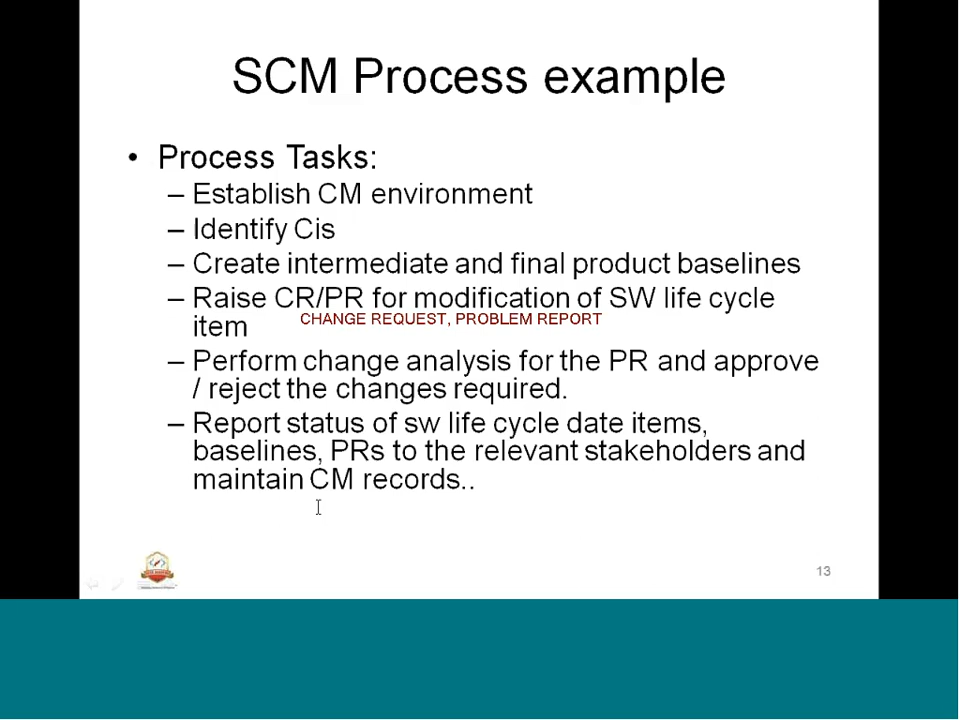 SCM Process example
• Process Tasks:
– Establish CM environment
– Identify Cis
– Create intermediate and final product baselines
– Raise CR/PR for modification of SW life cycle
item
CHANGE REQUEST, PROBLEM REPORT
– Perform change analysis for the PR and approve
/ reject the changes required.
– Report status of sw life cycle date items,
baselines, PRs to the relevant stakeholders and
maintain CM records..
13